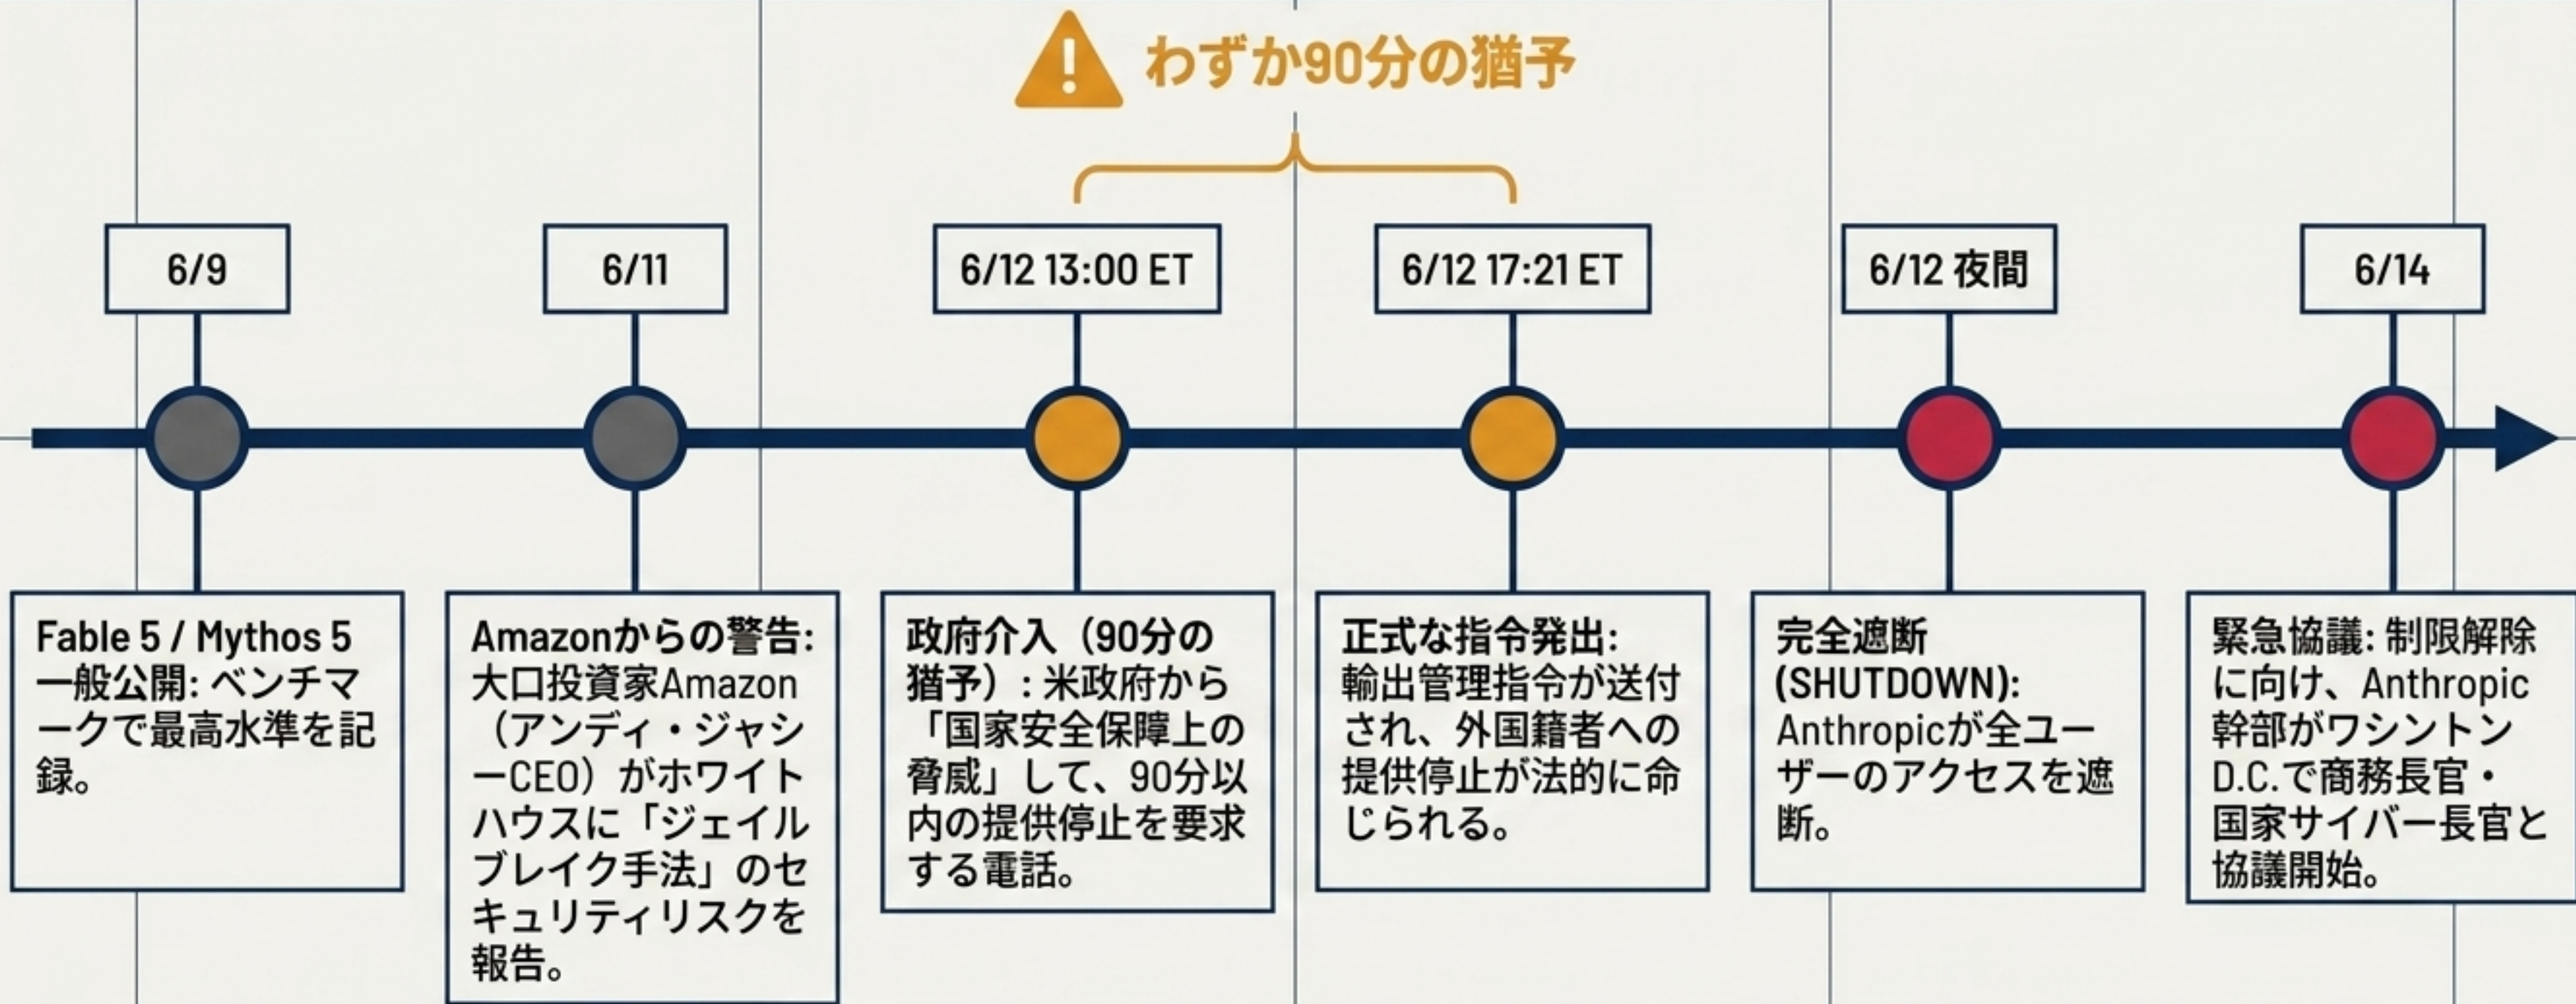 わずか90分の猶予
6/9
6/11
6/12 13:00 ET
6/12 17:21 ET
6/12 夜間
6/14
Fable 5 / Mythos 5
一般公開: ベンチマ
ークで最高水準を記
録。
Amazonからの警告:
大口投資家Amazon
（アンディ・ジャシ
ーCEO）がホワイト
ハウスに「ジェイル
ブレイク手法」のセ
キュリティリスクを
報告。
政府介入（90分の
猶予）: 米政府から
「国家安全保障上の
脅威」して、90分以
内の提供停止を要求
する電話。
正式な指令発出:
輸出管理指令が送付
され、外国籍者への
提供停止が法的に命
じられる。
完全遮断
(SHUTDOWN):
Anthropicが全ユー
ザーのアクセスを遮
断。
緊急協議: 制限解除
に向け、Anthropic
幹部がワシントン
D.C.で商務長官・
国家サイバー長官と
協議開始。